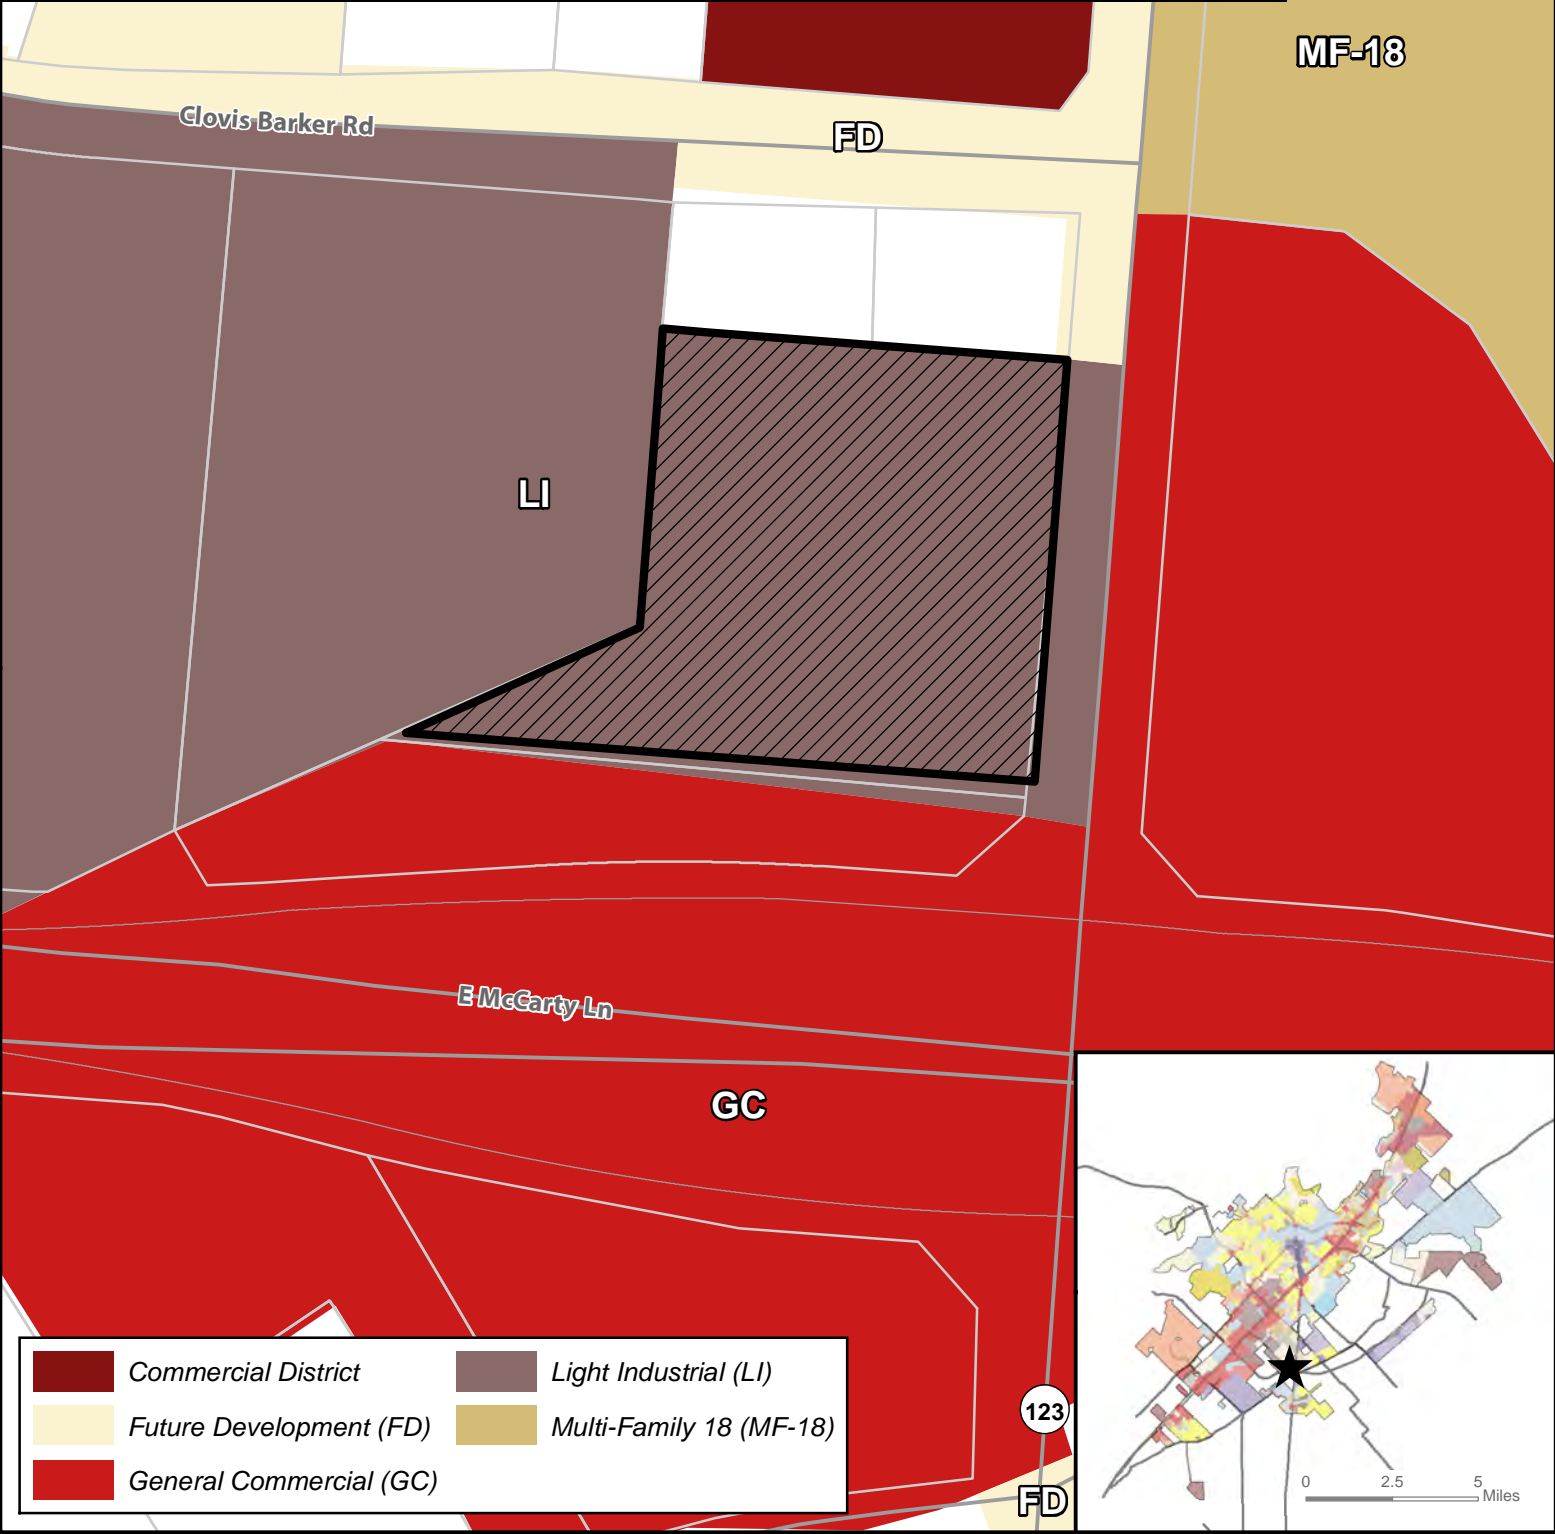 MF-18
Clovis Barker Rd
FD
LI
E McCarty Ln
GC
Commercial District
Light Industrial (LI)
Future Development (FD)
Multi-Family 18 (MF-18)
General Commercial (GC)
123
FD
0 2.5 5
Miles